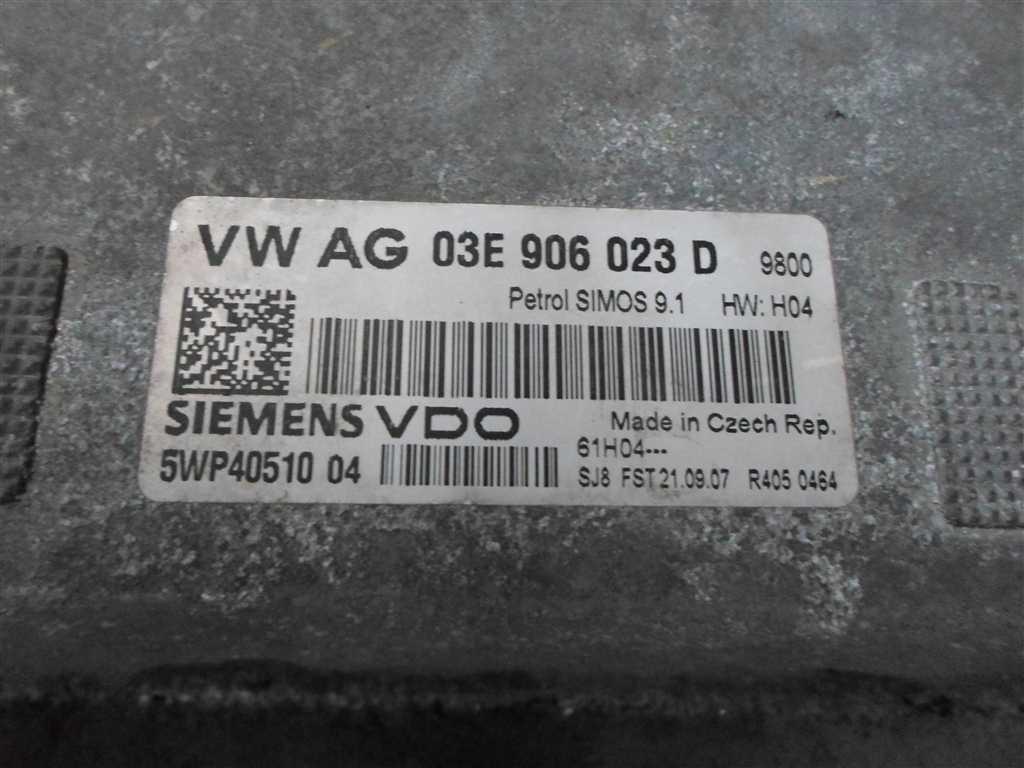 VW AG 03E 906 023 D 9800
Petrol SIMOS 9.1 HW: H04
SIEMENS VDO Made in Czech Rep.
5WP40510 04 61H04---
SJ8 FST 21.09.07 R405 0464